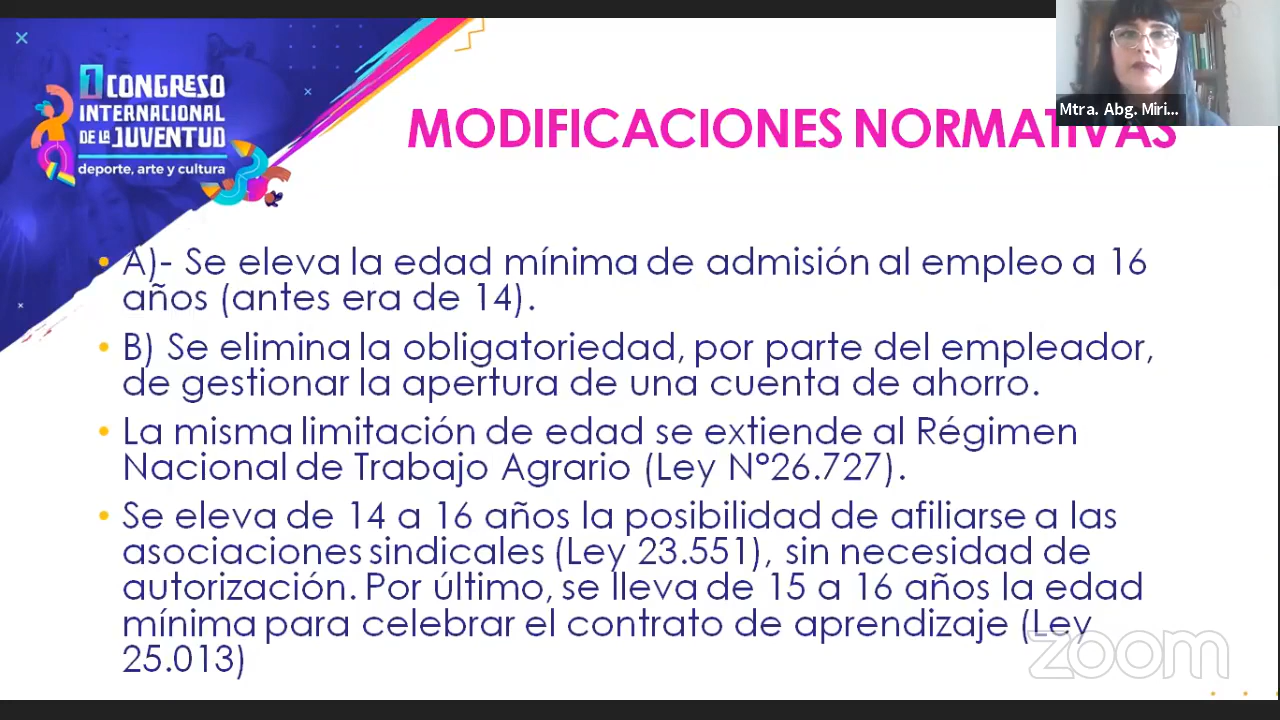 1 CONGRESO
INTERNACIONAL
DE LA JUVENTUD
deporte, arte y cultura
Mtra. Abg. Miri...
MODIFICACIONES NORMATIVAS
• A)- Se eleva la edad mínima de admisión al empleo a 16
años (antes era de 14).
• B) Se elimina la obligatoriedad, por parte del empleador,
de gestionar la apertura de una cuenta de ahorro.
• La misma limitación de edad se extiende al Régimen
Nacional de Trabajo Agrario (Ley N°26.727).
• Se eleva de 14 a 16 años la posibilidad de afiliarse a las
asociaciones sindicales (Ley 23.551), sin necesidad de
autorización. Por último, se lleva de 15 a 16 años la edad
mínima para celebrar el contrato de aprendizaje (Ley
25.013)
zoom